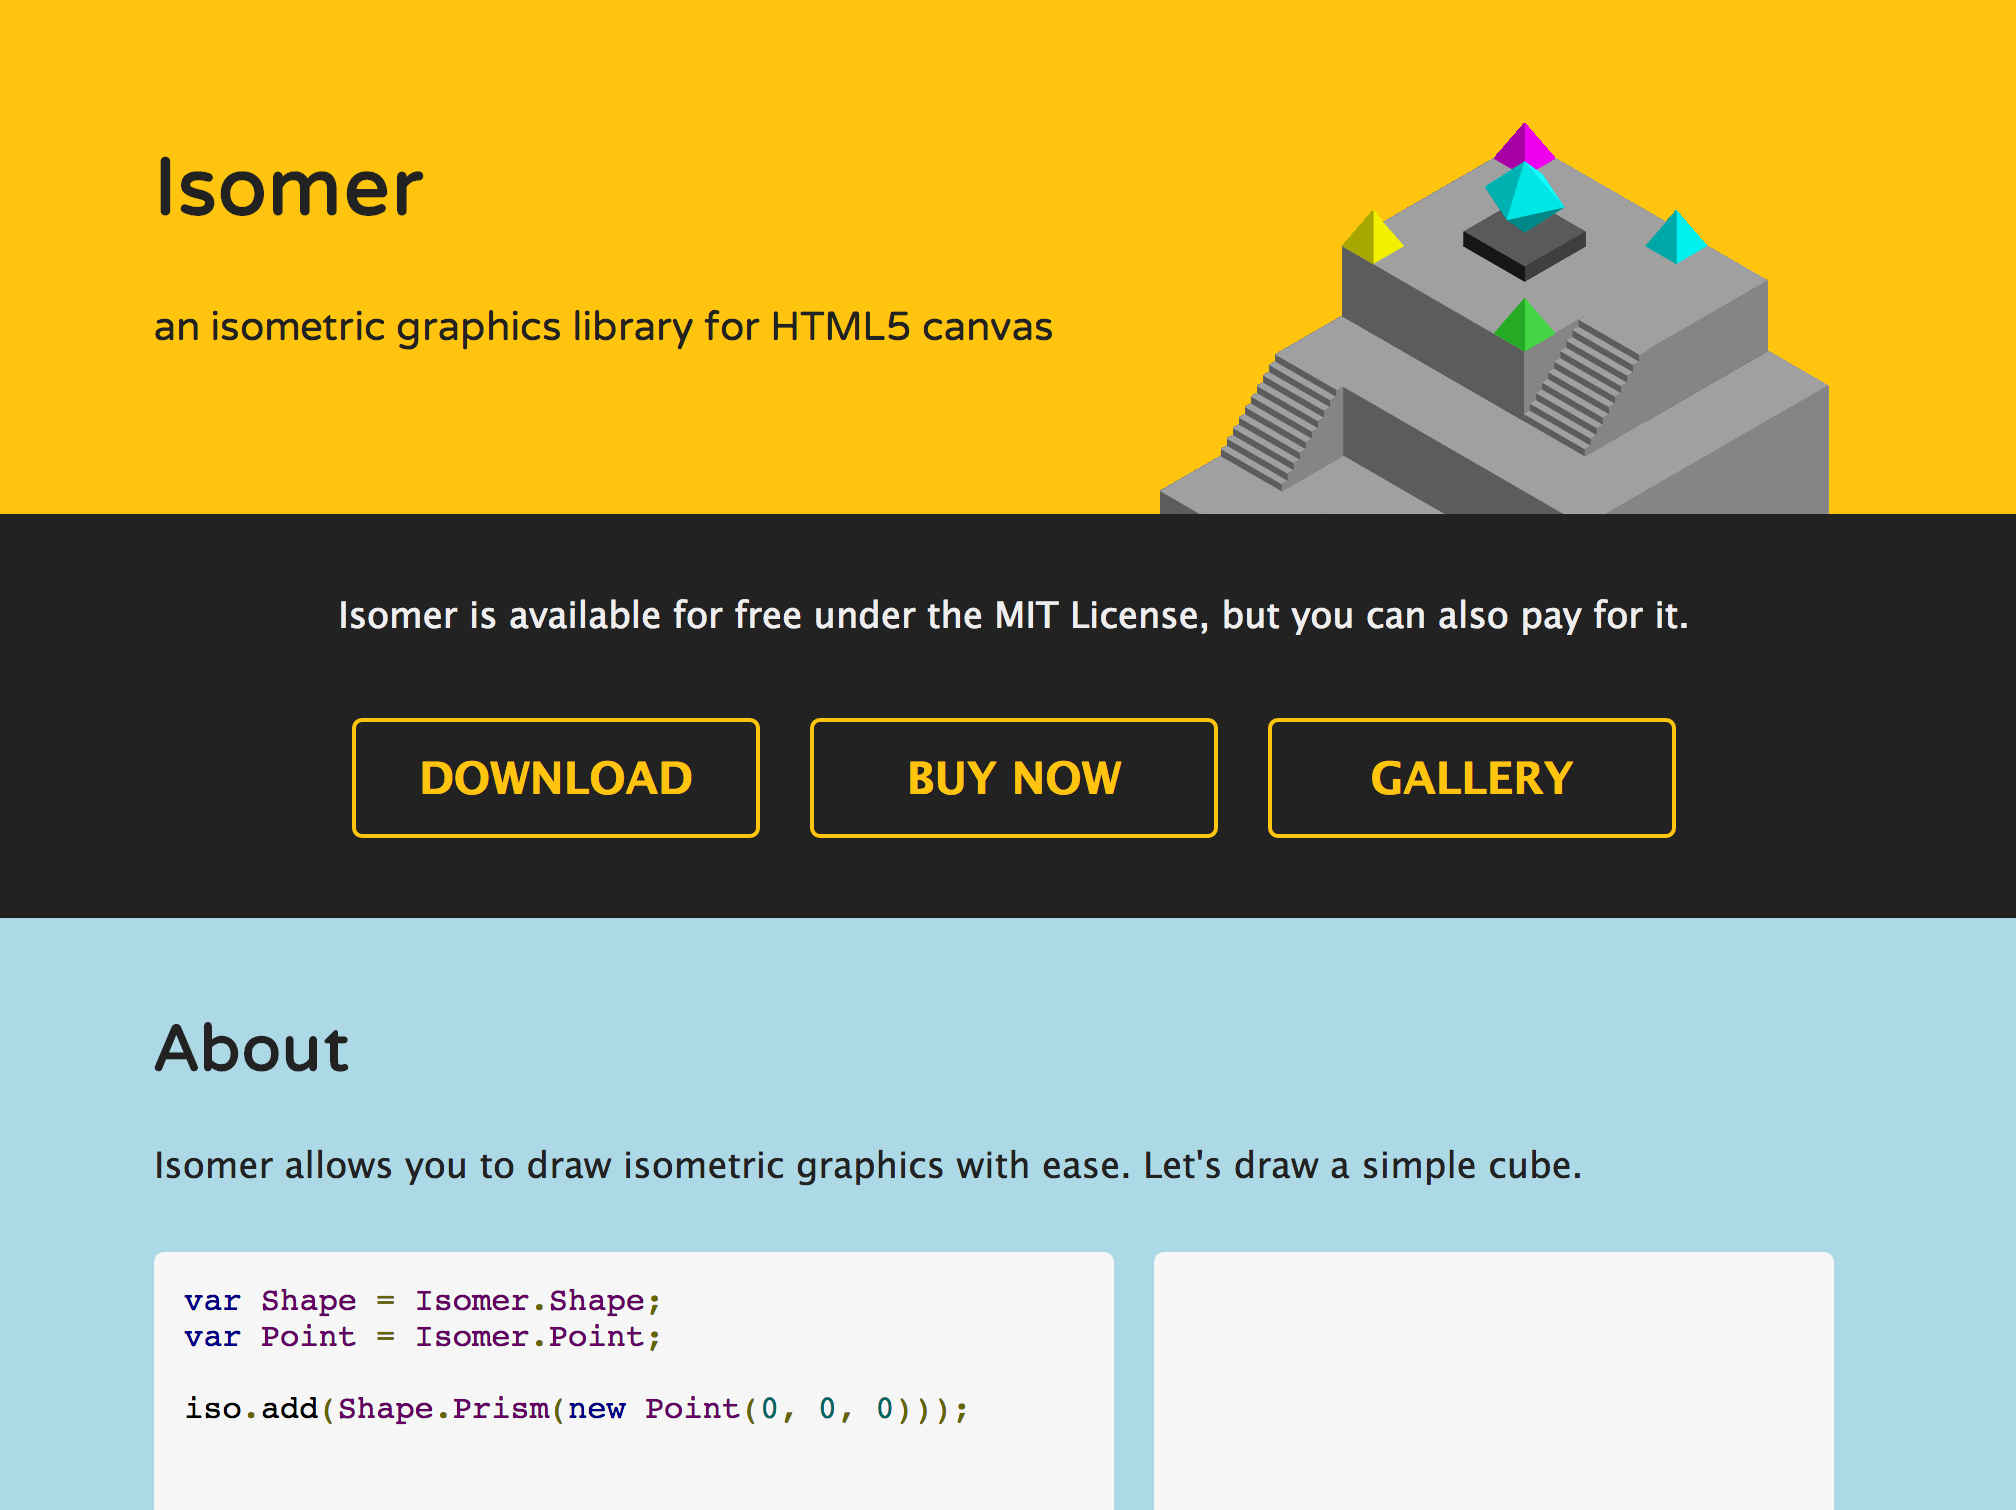 Isomer
an isometric graphics library for HTML5 canvas
Isomer is available for free under the MIT License, but you can also pay for it.
DOWNLOAD
BUY NOW
GALLERY
About
Isomer allows you to draw isometric graphics with ease. Let's draw a simple cube.
var Shape = Isomer.Shape;
var Point = Isomer.Point;
iso.add(Shape.Prism(new Point(0, 0, 0)));